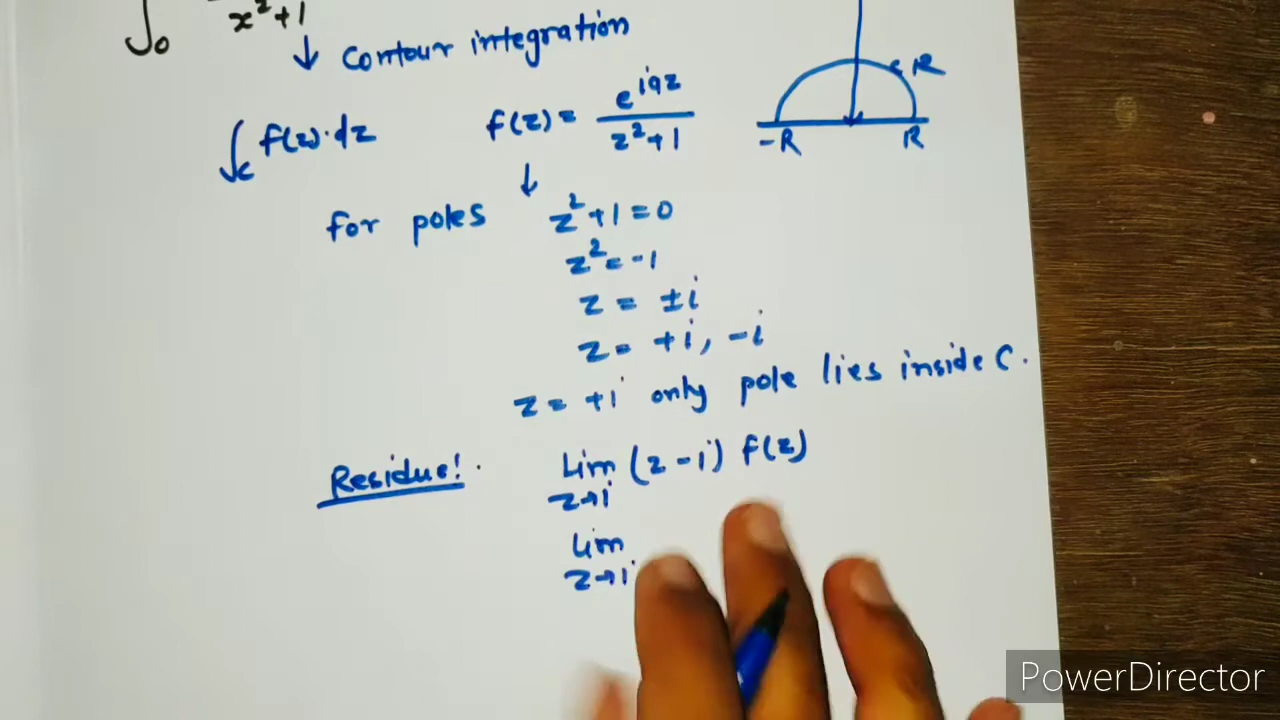 ∫₀ x²+1
↓ Contour integration
∫c f(z)·dz f(z) = e^{iaz} / z²+1
CR
-R R
↓
for poles z²+1=0
z² = -1
z = ±i
z = +i, -i
z = +i only pole lies inside C.
Residue! Lim z→i (z-i) f(z)
Lim z→i
PowerDirector